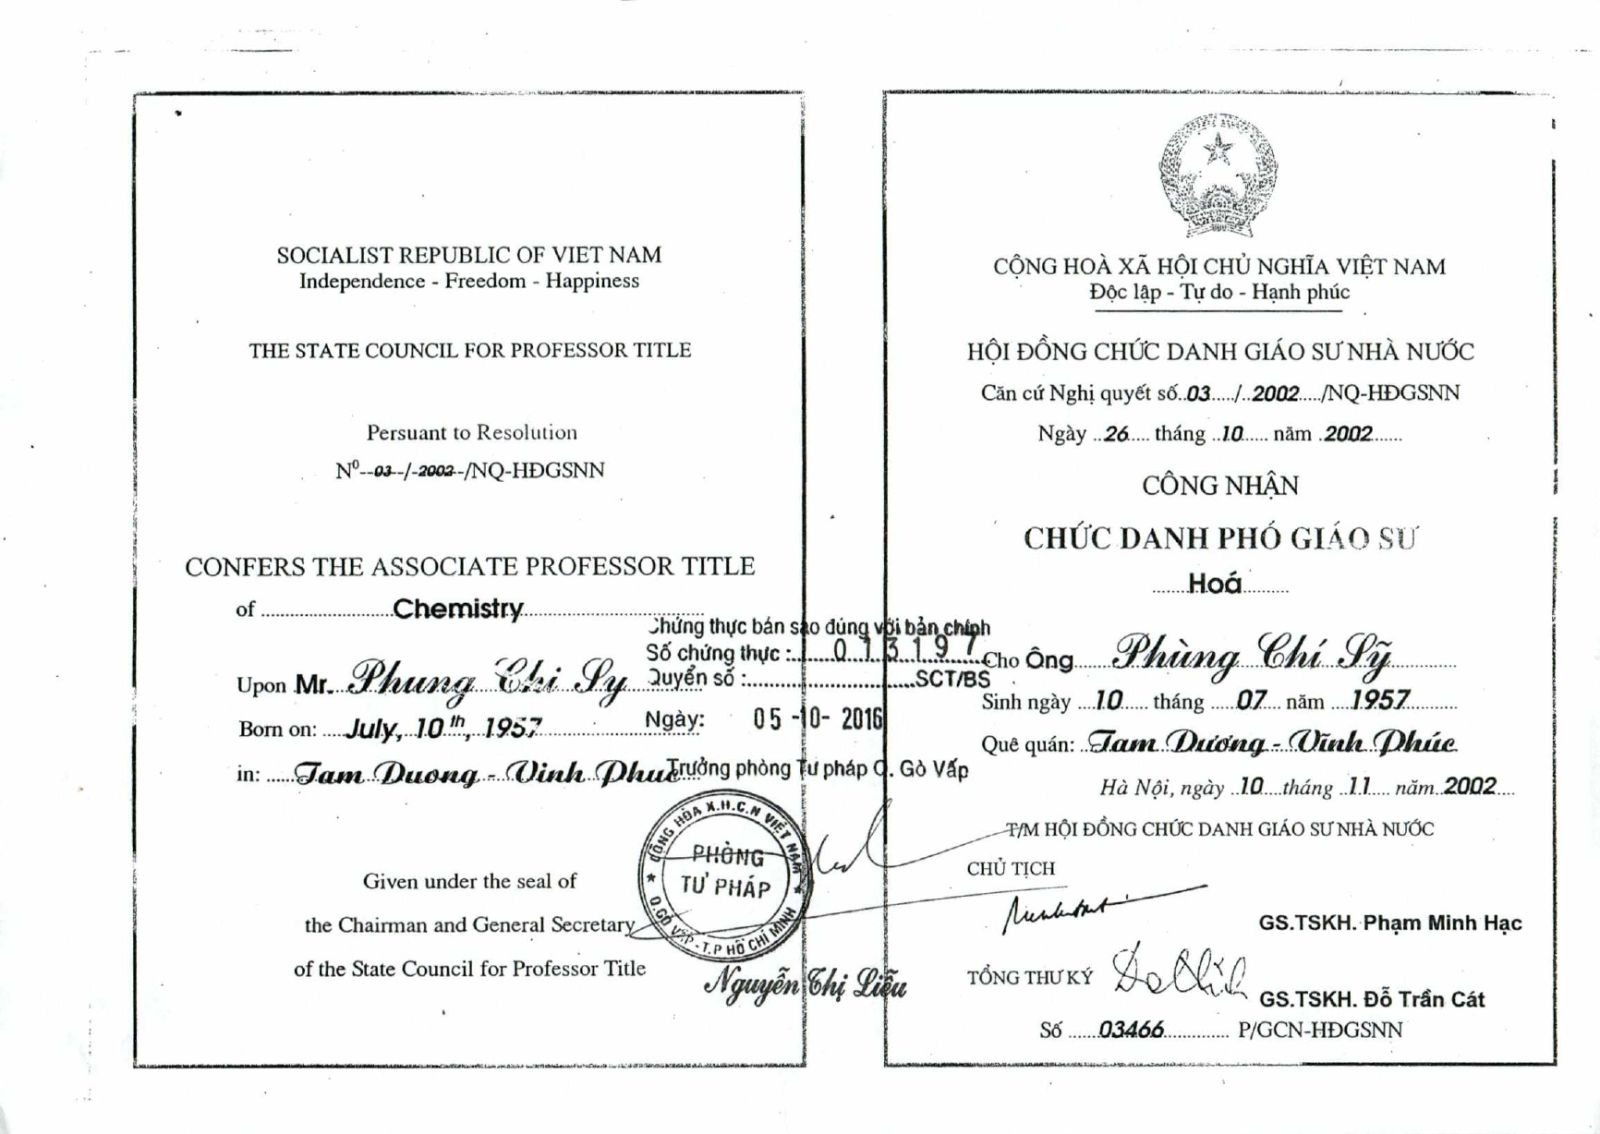 SOCIALIST REPUBLIC OF VIET NAM
Independence - Freedom - Happiness
THE STATE COUNCIL FOR PROFESSOR TITLE
Persuant to Resolution
Nº--03--/-2002--/NQ-HĐGSNN
CONFERS THE ASSOCIATE PROFESSOR TITLE
of ........Chemistry........
Upon Mr. Phung Chi Sy
Born on: .....July, 10th, 1957
in: ......Tam Duong - Vinh Phuc
Given under the seal of
the Chairman and General Secretary
of the State Council for Professor Title
Chứng thực bản sao đúng với bản chính
Số chứng thực :.......013197
Quyển số :........SCT/BS
Ngày: 05-10-2016
Trưởng phòng Tư pháp Q. Gò Vấp
CỘNG HÒA X.H.C.N VIỆT NAM
PHÒNG
TƯ PHÁP
Q.GÒ VẤP - T.P HỒ CHÍ MINH
Nguyễn Thị Liễu
CỘNG HOÀ XÃ HỘI CHỦ NGHĨA VIỆT NAM
Độc lập - Tự do - Hạnh phúc
HỘI ĐỒNG CHỨC DANH GIÁO SƯ NHÀ NƯỚC
Căn cứ Nghị quyết số..03...../..2002..../NQ-HĐGSNN
Ngày ..26.... tháng ..10..... năm .2002......
CÔNG NHẬN
CHỨC DANH PHÓ GIÁO SƯ
.......Hoá.........
Cho Ông...... Phùng Chí Sỹ
Sinh ngày ....10..... tháng .....07.... năm ....1957.........
Quê quán: ..Tam Dương - Vĩnh Phúc
Hà Nội, ngày ..10....tháng ..11.... năm..2002....
T/M HỘI ĐỒNG CHỨC DANH GIÁO SƯ NHÀ NƯỚC
CHỦ TỊCH
GS.TSKH. Phạm Minh Hạc
TỔNG THƯ KÝ
GS.TSKH. Đỗ Trần Cát
Số ......03466............. P/GCN-HĐGSNN